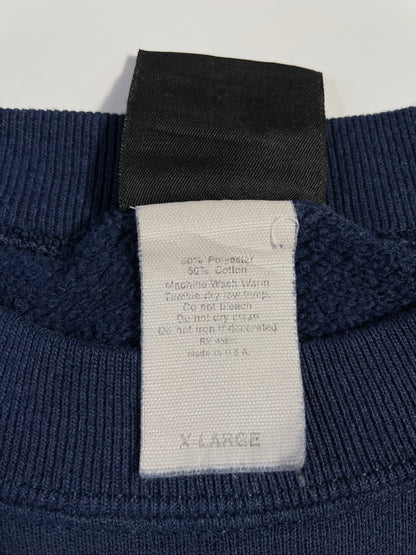 50% Polyester
50% Cotton
Machine Wash Warm
Tumble dry low temp.
Do not bleach
Do not dry clean
Do not iron if decorated
RN
Made in U.S.A.
X-LARGE